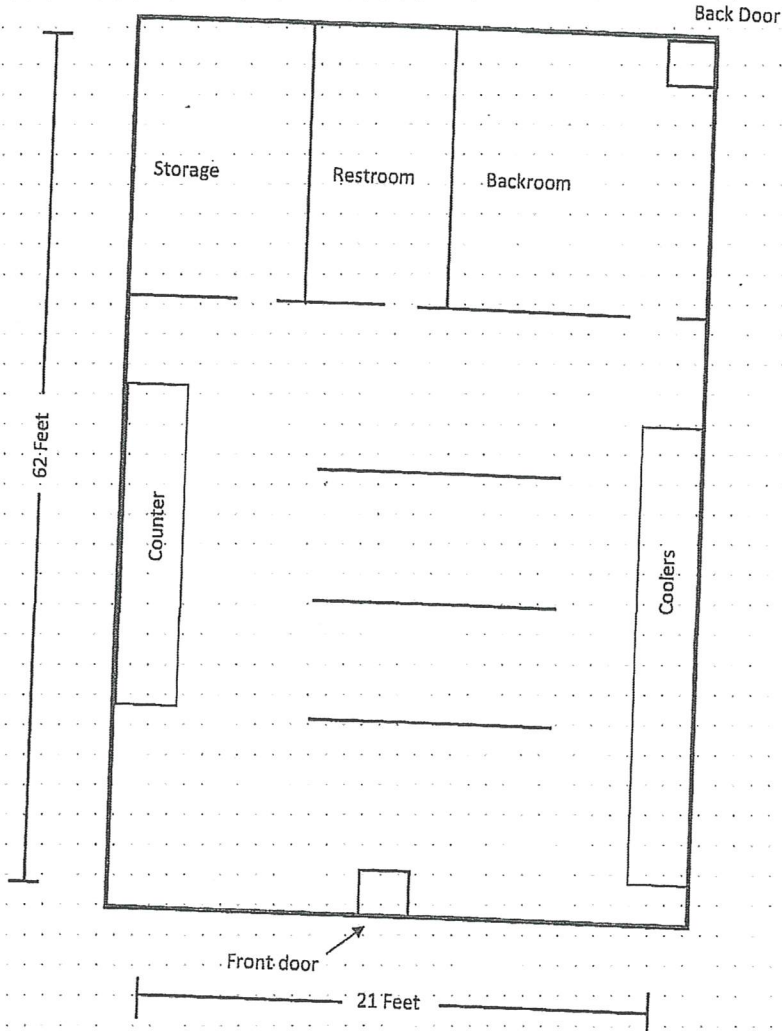 Back Door
Storage
Restroom
Backroom
62 Feet
Counter
Coolers
Front door
21 Feet